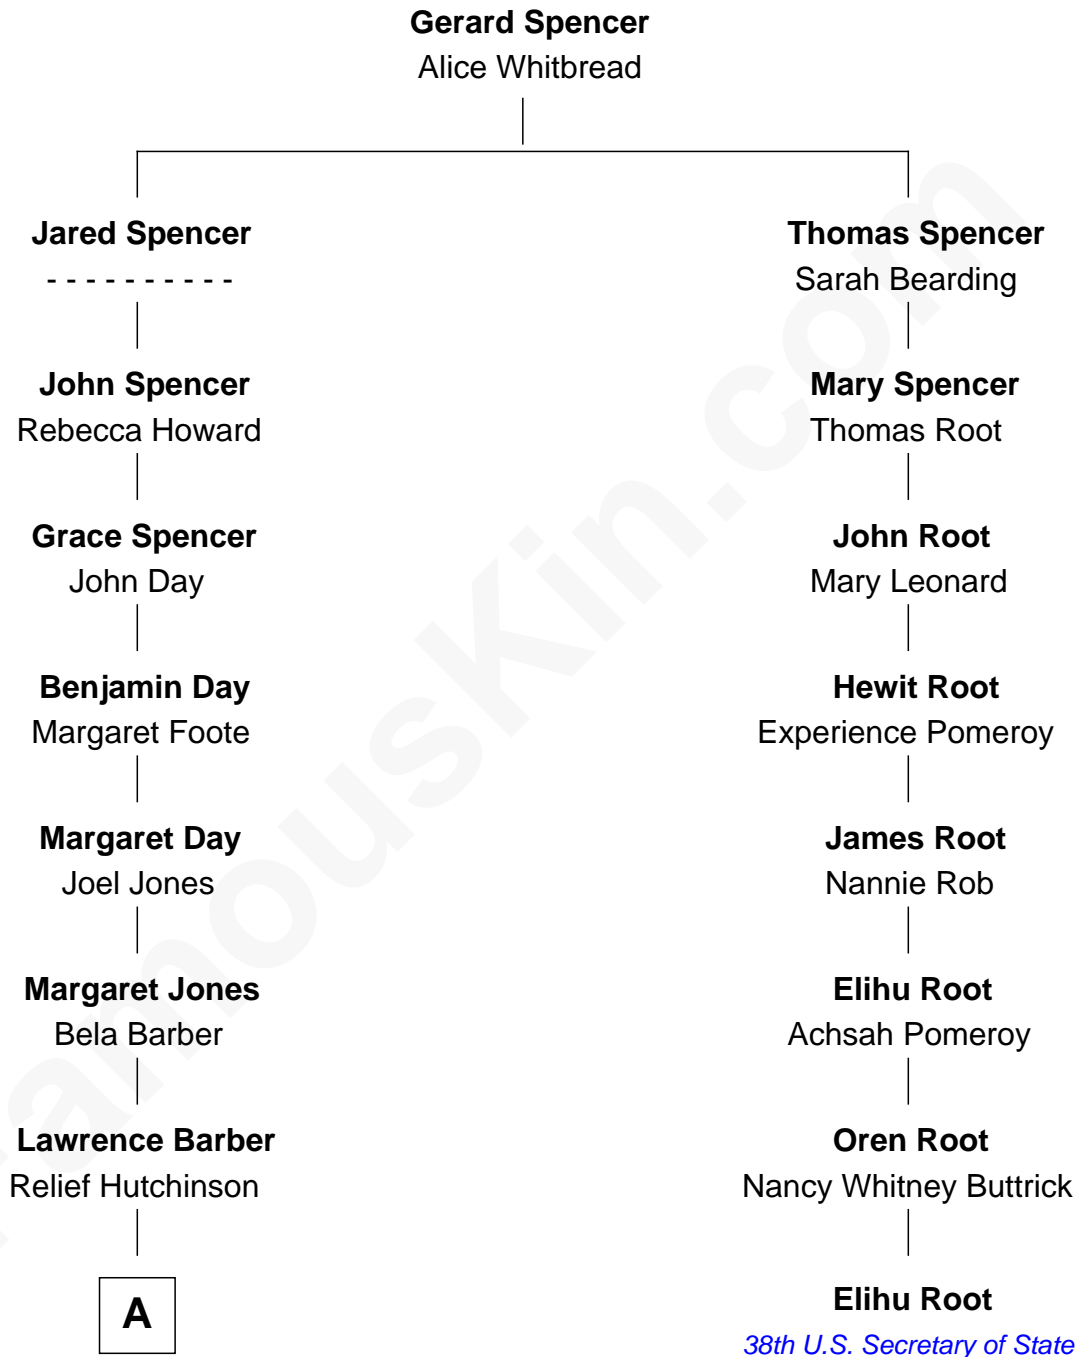 Gerard Spencer
Alice Whitbread
Jared Spencer
- - - - - - - - - -
Thomas Spencer
Sarah Bearding
John Spencer
Rebecca Howard
Mary Spencer
Thomas Root
Grace Spencer
John Day
John Root
Mary Leonard
Benjamin Day
Margaret Foote
Hewit Root
Experience Pomeroy
Margaret Day
Joel Jones
James Root
Nannie Rob
Margaret Jones
Bela Barber
Elihu Root
Achsah Pomeroy
Lawrence Barber
Relief Hutchinson
Oren Root
Nancy Whitney Buttrick
A
Elihu Root
38th U.S. Secretary of State
FamousKin.com